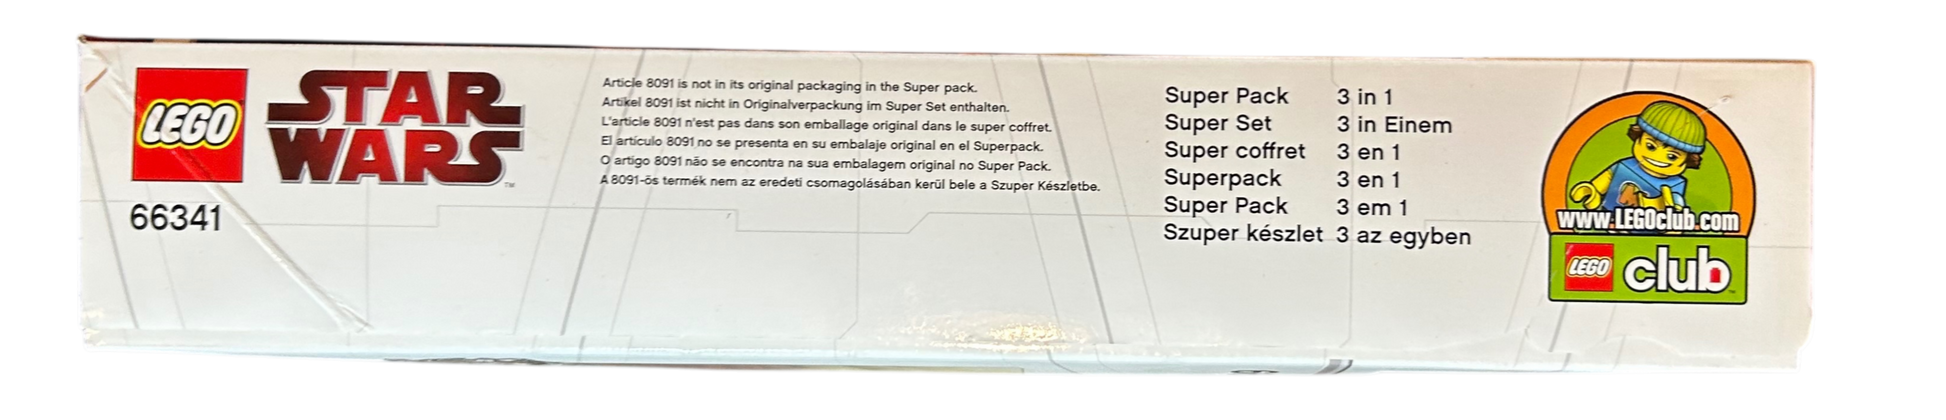 LEGO
STAR
WARS™
66341
Article 8091 is not in its original packaging in the Super pack.
Artikel 8091 ist nicht in Originalverpackung im Super Set enthalten.
L'article 8091 n'est pas dans son emballage original dans le super coffret.
El artículo 8091 no se presenta en su embalaje original en el Superpack.
O artigo 8091 não se encontra na sua embalagem original no Super Pack.
A 8091-ös termék nem az eredeti csomagolásában kerül bele a Szuper Készletbe.
Super Pack 3 in 1
Super Set 3 in Einem
Super coffret 3 en 1
Superpack 3 en 1
Super Pack 3 em 1
Szuper készlet 3 az egyben
www.LEGOclub.com
LEGO club™